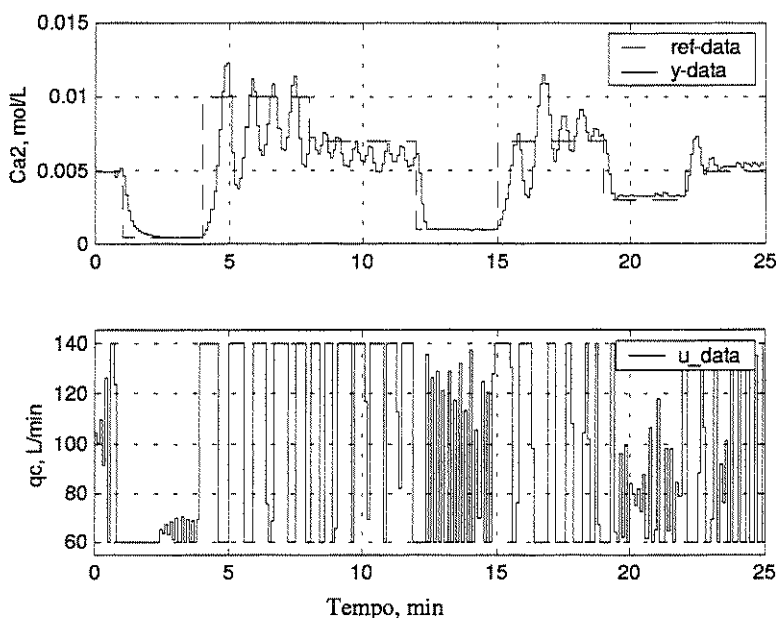 0.015
ref-data
y-data
0.01
Ca2, mol/L
0.005
0
0 5 10 15 20 25
140
u_data
120
qc, L/min
100
80
60
0 5 10 15 20 25
Tempo, min